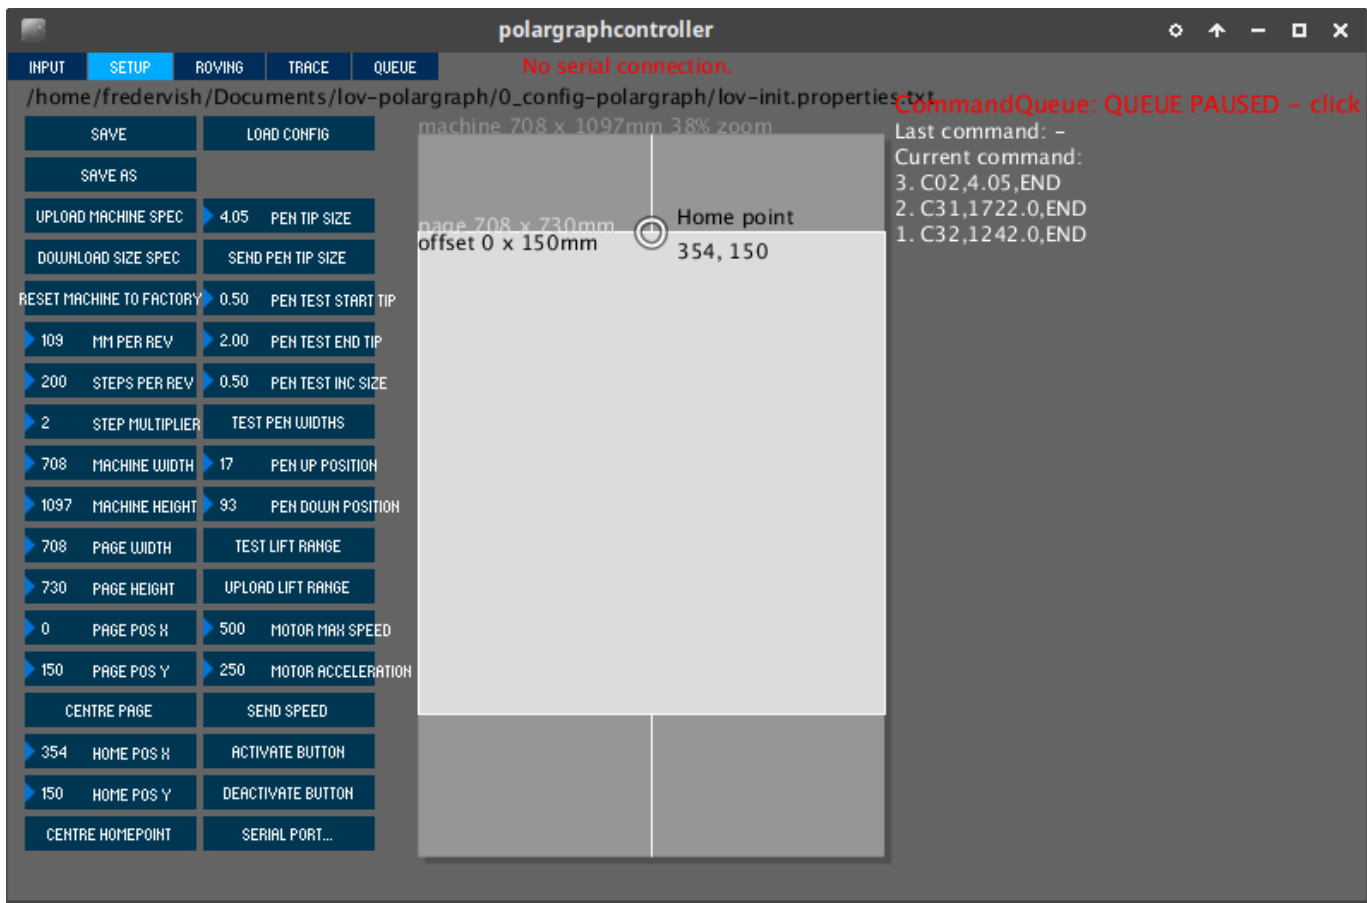 polargraphcontroller
INPUT SETUP ROVING TRACE QUEUE No serial connection.
/home/fredervish/Documents/lov-polargraph/0_config-polargraph/lov-init.properties.txt
CommandQueue: QUEUE PAUSED - click
SAVE LOAD CONFIG machine 708 x 1097mm 38% zoom
Last command: -
Current command:
SAVE AS
3. C02,4.05,END
UPLOAD MACHINE SPEC 4.05 PEN TIP SIZE page 708 x 730mm Home point
2. C31,1722.0,END
1. C32,1242.0,END
DOWNLOAD SIZE SPEC SEND PEN TIP SIZE offset 0 x 150mm 354, 150
RESET MACHINE TO FACTORY 0.50 PEN TEST START TIP
109 MM PER REV 2.00 PEN TEST END TIP
200 STEPS PER REV 0.50 PEN TEST INC SIZE
2 STEP MULTIPLIER TEST PEN WIDTHS
708 MACHINE WIDTH 17 PEN UP POSITION
1097 MACHINE HEIGHT 93 PEN DOWN POSITION
708 PAGE WIDTH TEST LIFT RANGE
730 PAGE HEIGHT UPLOAD LIFT RANGE
0 PAGE POS X 500 MOTOR MAX SPEED
150 PAGE POS Y 250 MOTOR ACCELERATION
CENTRE PAGE SEND SPEED
354 HOME POS X ACTIVATE BUTTON
150 HOME POS Y DEACTIVATE BUTTON
CENTRE HOMEPOINT SERIAL PORT...